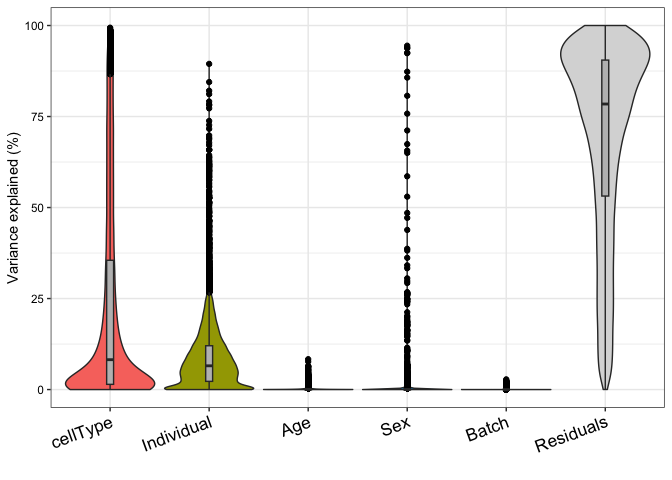 Variance explained (%)
100
75
50
25
0
cellType
Individual
Age
Sex
Batch
Residuals